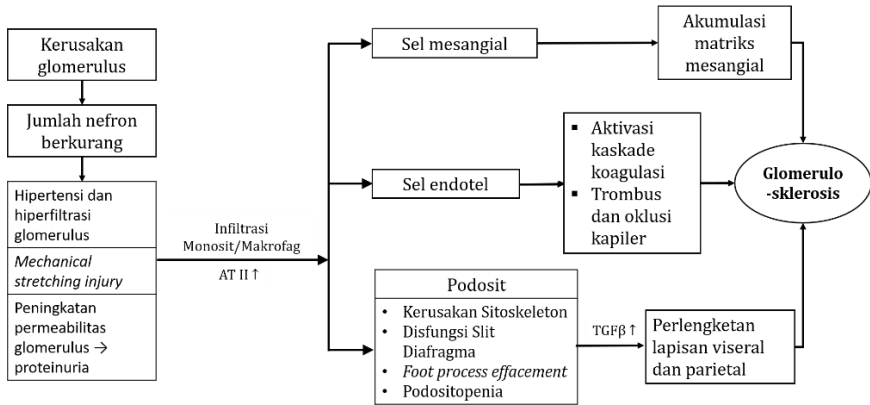 Kerusakan
glomerulus
Jumlah nefron
berkurang
Hipertensi dan
hiperfiltrasi
glomerulus
Mechanical
stretching injury
Peningkatan
permeabilitas
glomerulus →
proteinuria
Infiltrasi
Monosit/Makrofag
AT II ↑
Sel mesangial
Akumulasi
matriks
mesangial
Sel endotel
▪ Aktivasi
kaskade
koagulasi
▪ Trombus
dan oklusi
kapiler
Podosit
• Kerusakan Sitoskeleton
• Disfungsi Slit
Diafragma
• Foot process effacement
• Podositopenia
TGFβ ↑
Perlengketan
lapisan viseral
dan parietal
Glomerulo
-sklerosis